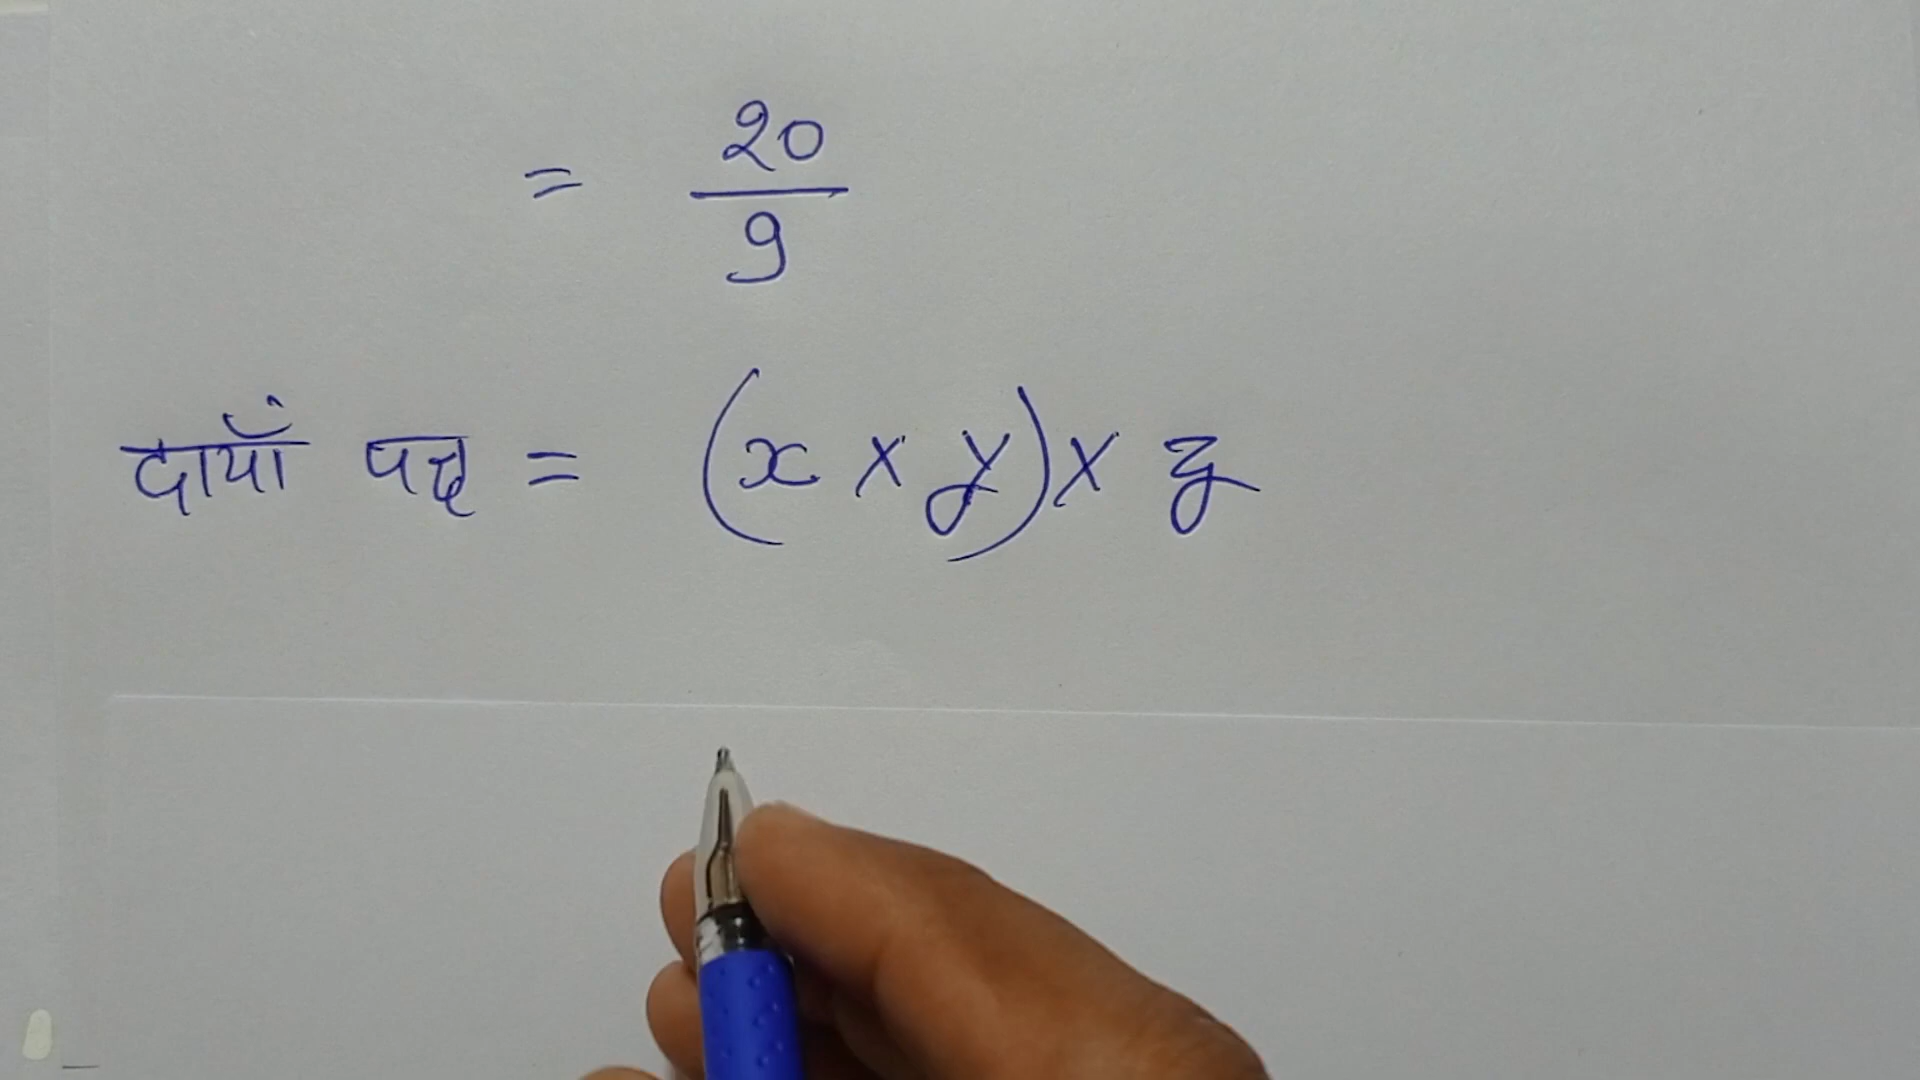 = 20/9
दायाँ पक्ष = (x × y) × z